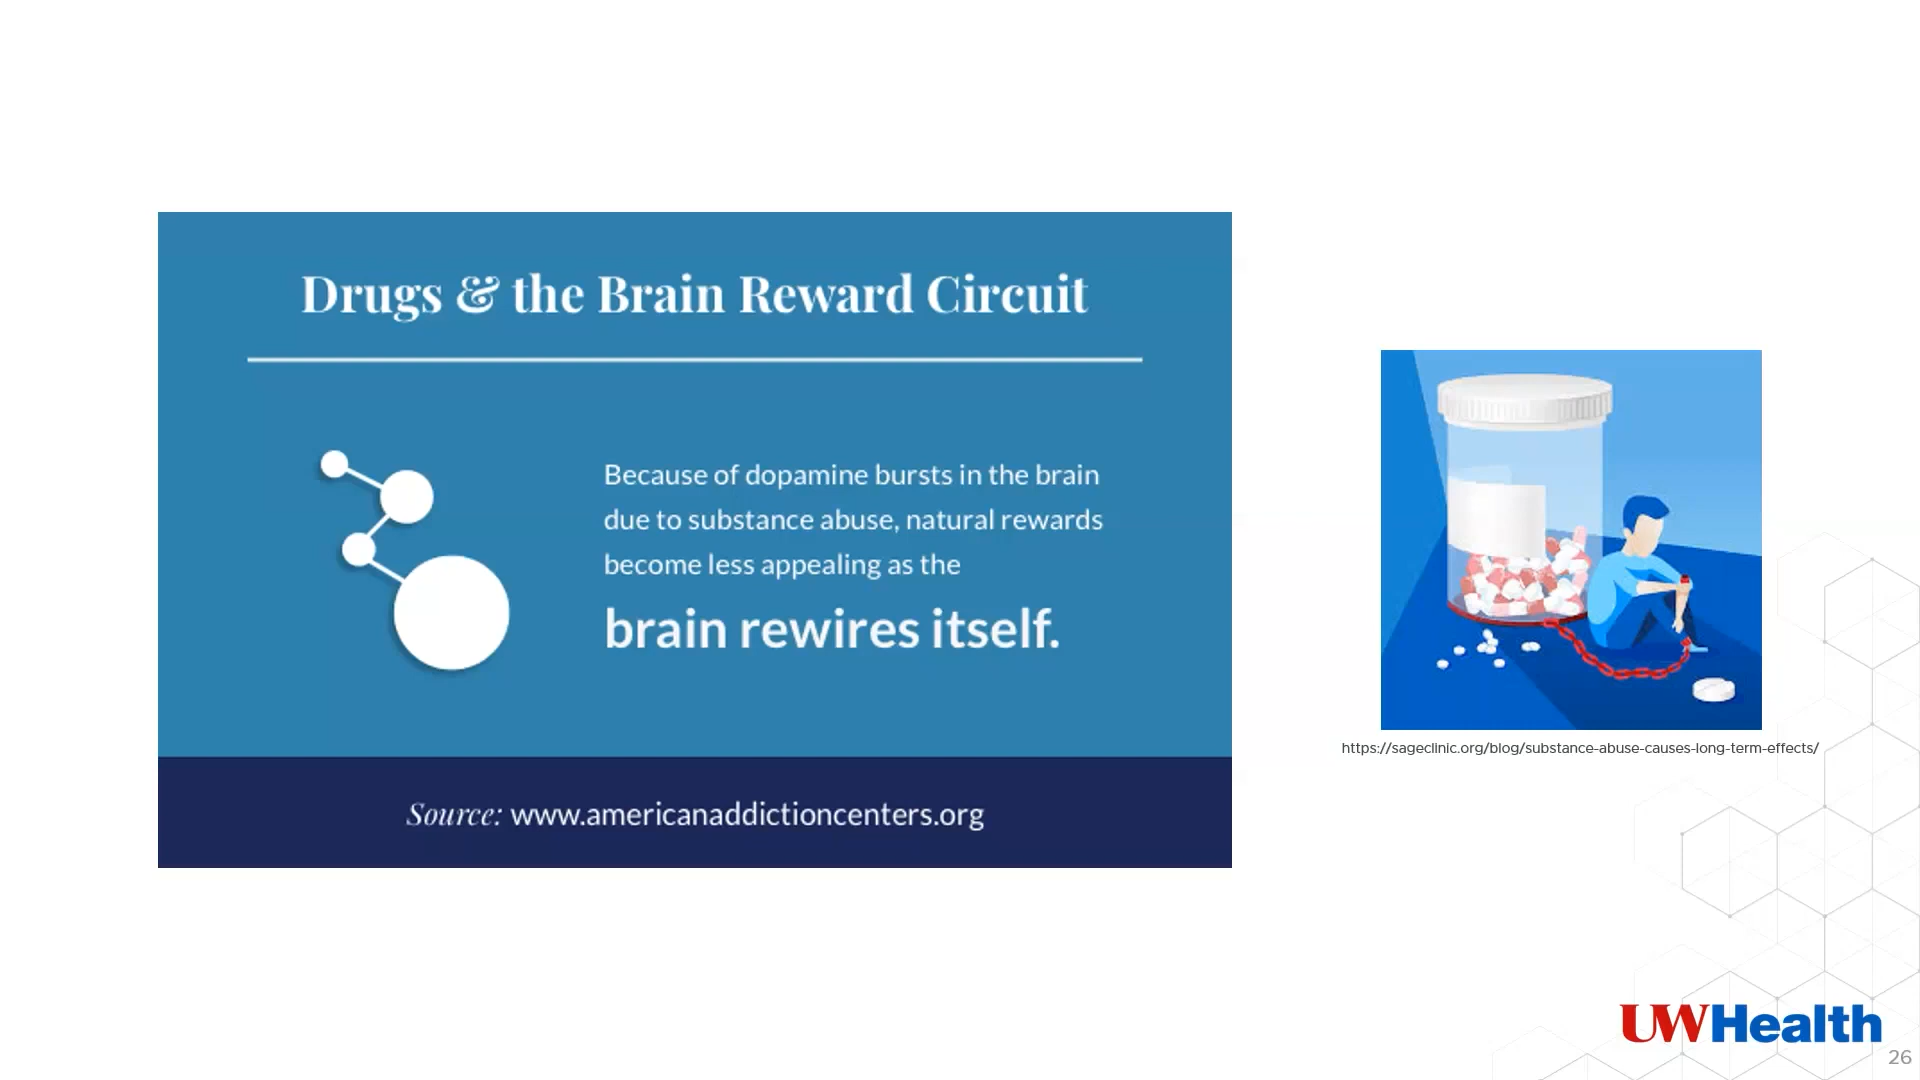 Drugs & the Brain Reward Circuit
Because of dopamine bursts in the brain
due to substance abuse, natural rewards
become less appealing as the
brain rewires itself.
Source: www.americanaddictioncenters.org
https://sageclinic.org/blog/substance-abuse-causes-long-term-effects/
UWHealth
26